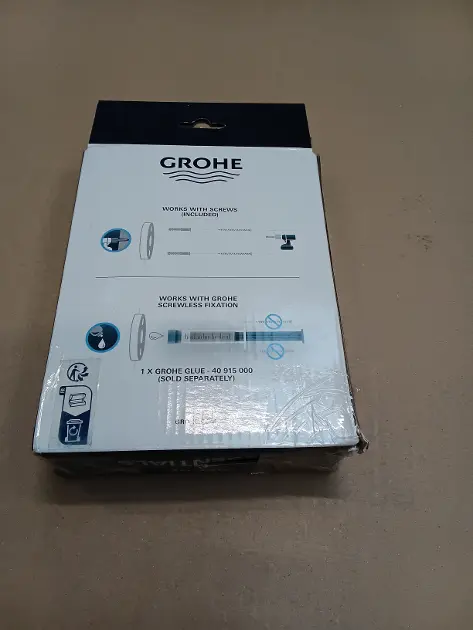 GROHE
WORKS WITH SCREWS
(INCLUDED)
WORKS WITH GROHE
SCREWLESS FIXATION
1 X GROHE GLUE - 40 915 000
(SOLD SEPARATELY)